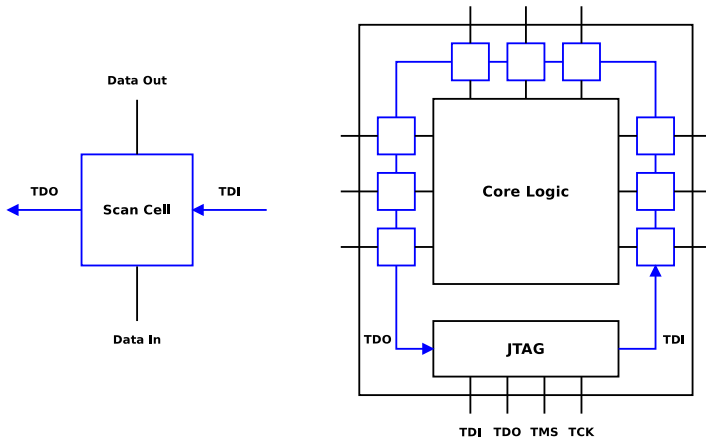 Data Out
TDO
TDI
Scan Cell
Data In
Core Logic
TDO
JTAG
TDI
TDI TDO TMS TCK